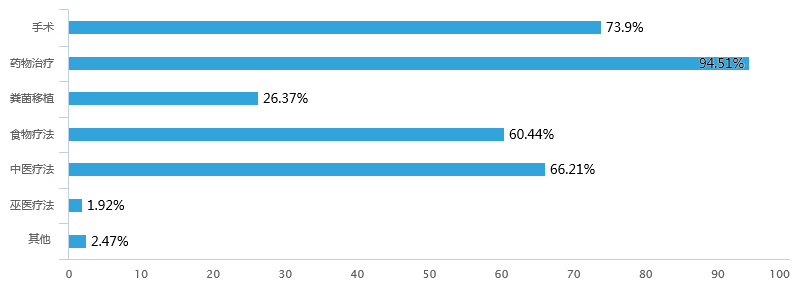 手术 73.9%
药物治疗 94.51%
粪菌移植 26.37%
食物疗法 60.44%
中医疗法 66.21%
巫医疗法 1.92%
其他 2.47%
0 10 20 30 40 50 60 70 80 90 100